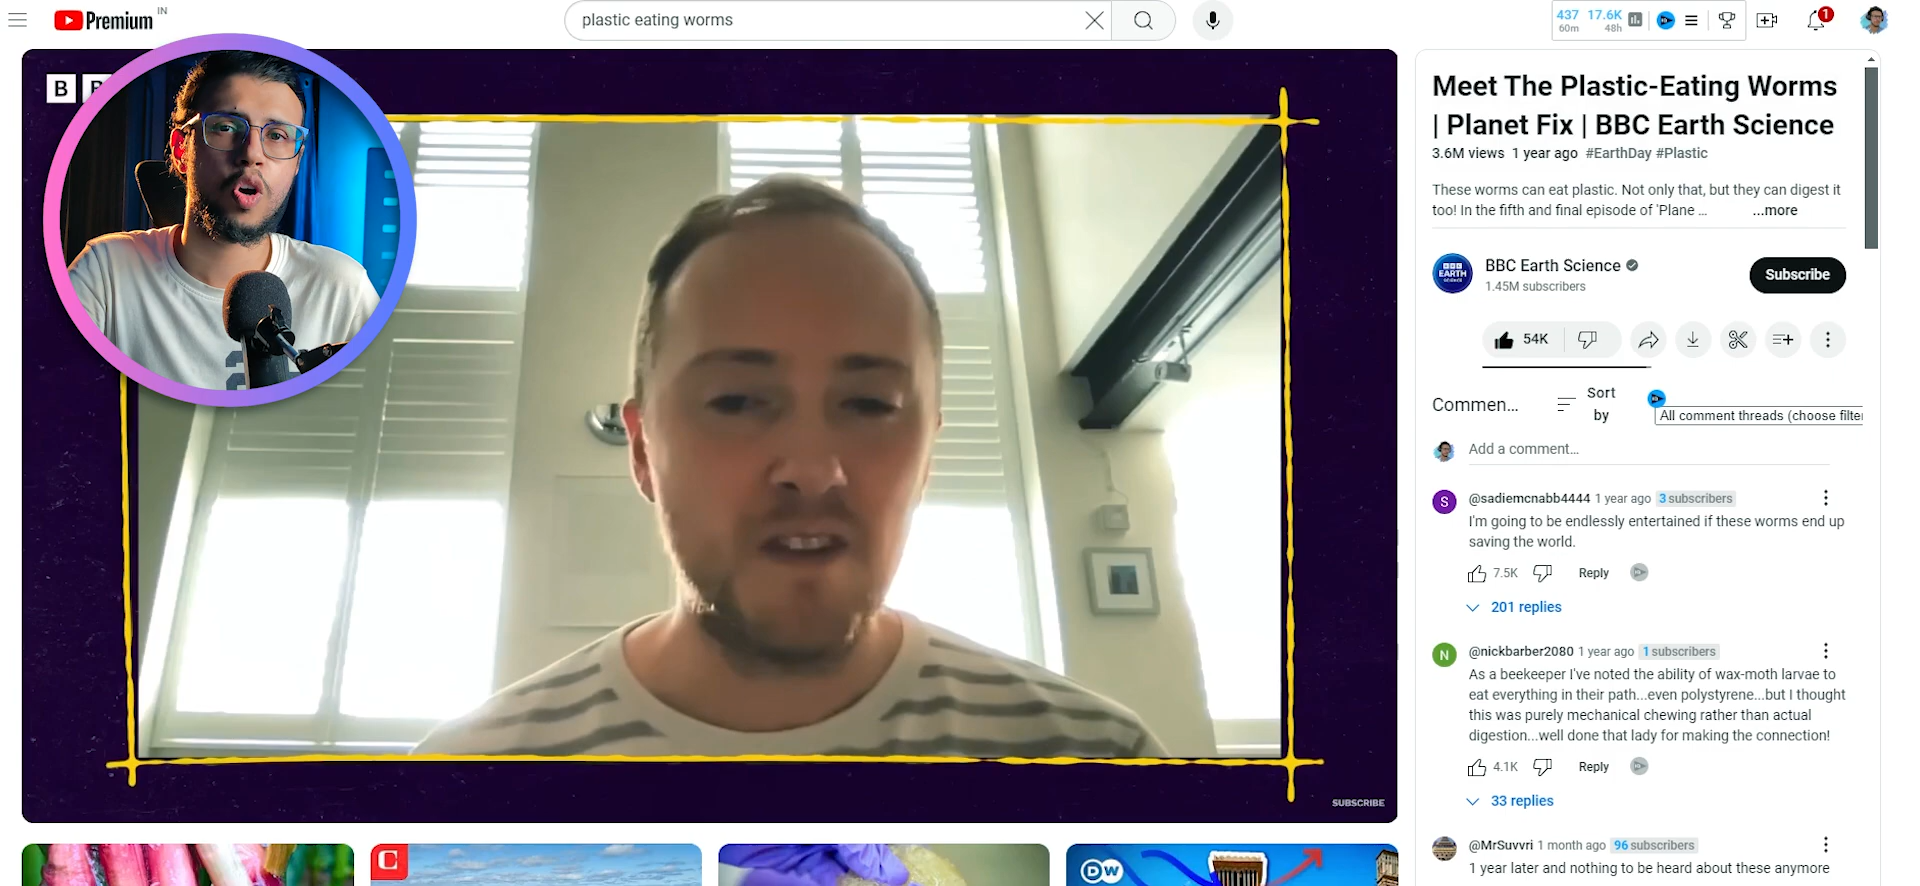 Premium IN
plastic eating worms
437 17.6K
60m 48h
1
B B
SUBSCRIBE
C
DW
Meet The Plastic-Eating Worms
| Planet Fix | BBC Earth Science
3.6M views 1 year ago #EarthDay #Plastic
These worms can eat plastic. Not only that, but they can digest it
too! In the fifth and final episode of 'Plane ... ...more
BBC
EARTH
SCIENCE
BBC Earth Science
1.45M subscribers
Subscribe
54K
Commen...
Sort
by
All comment threads (choose filter
Add a comment...
S
@sadiemcnabb4444 1 year ago 3 subscribers
I'm going to be endlessly entertained if these worms end up
saving the world.
7.5K Reply
201 replies
N
@nickbarber2080 1 year ago 1 subscribers
As a beekeeper I've noted the ability of wax-moth larvae to
eat everything in their path...even polystyrene...but I thought
this was purely mechanical chewing rather than actual
digestion...well done that lady for making the connection!
4.1K Reply
33 replies
@MrSuvvri 1 month ago 96 subscribers
1 year later and nothing to be heard about these anymore